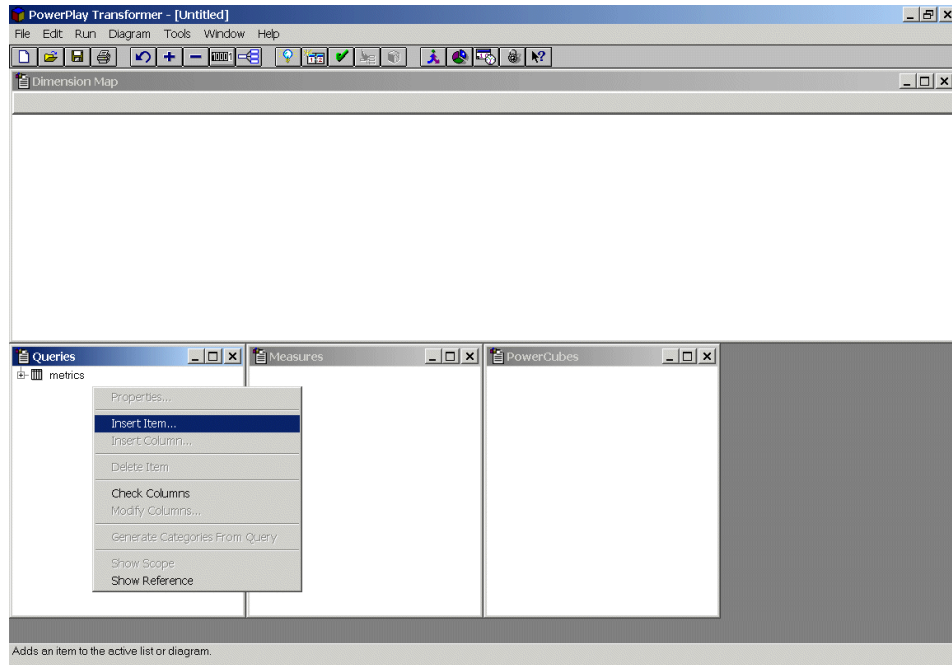 PowerPlay Transformer - [Untitled]
File Edit Run Diagram Tools Window Help
Dimension Map
Queries
metrics
Properties...
Insert Item...
Insert Column...
Delete Item
Check Columns
Modify Columns...
Generate Categories From Query
Show Scope
Show Reference
Measures
PowerCubes
Adds an item to the active list or diagram.